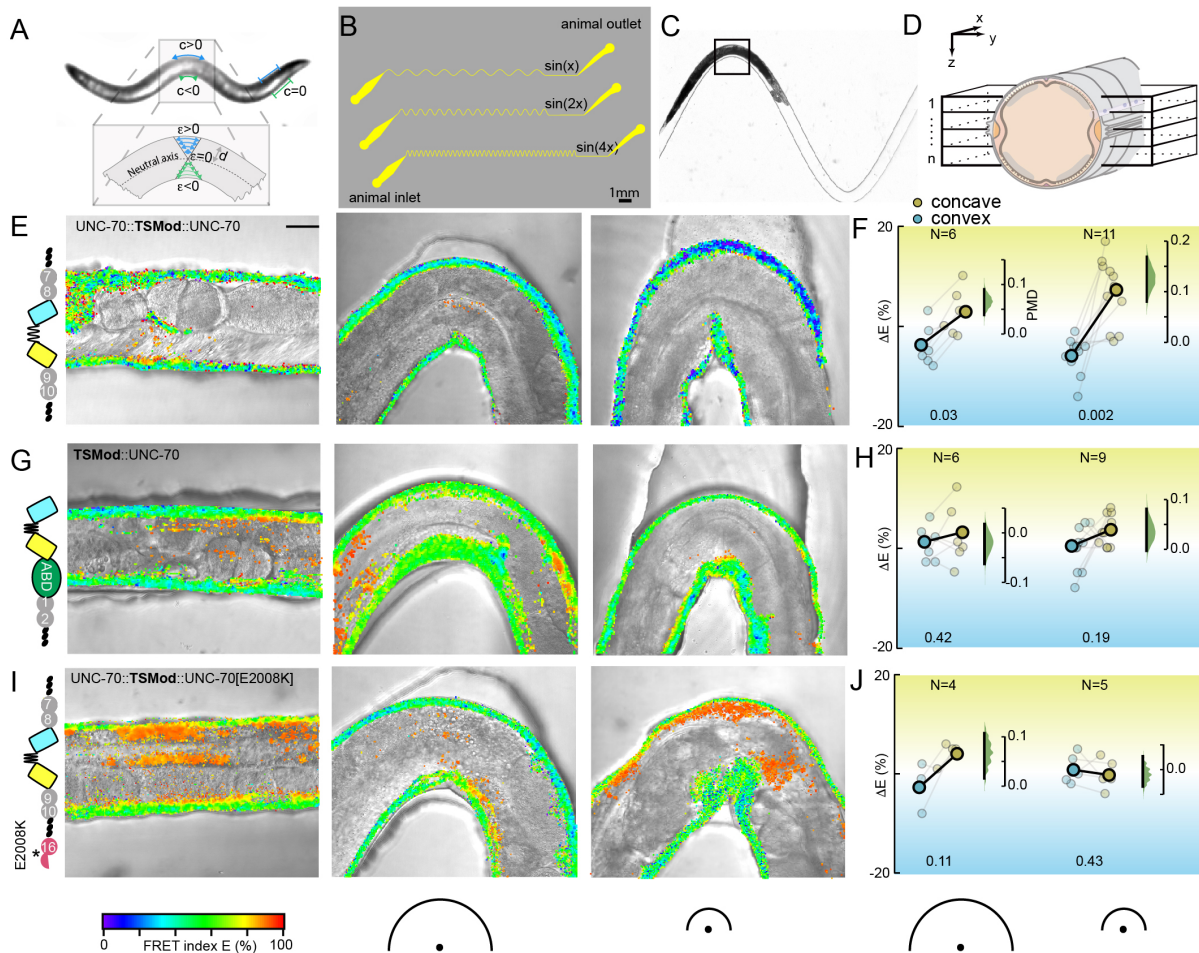 A
c>0
c<0
c=0
ε>0
Neutral axis
ε=0
d
ε<0
B
animal outlet
sin(x)
sin(2x)
sin(4x)
animal inlet
1mm
C
D
x
y
z
1
n
concave
convex
E
UNC-70::TSMod::UNC-70
7
8
9
10
F
20
N=6
N=11
0.2
0.1
0.1
PMD
0.0
0.0
ΔE (%)
-20
0.03
0.002
G
TSMod::UNC-70
ABD
1
2
H
20
N=6
N=9
0.1
0.0
0.0
-0.1
ΔE (%)
-20
0.42
0.19
I
UNC-70::TSMod::UNC-70[E2008K]
7
8
9
10
*
16
E2008K
J
20
N=4
N=5
0.1
0.0
0.0
ΔE (%)
-20
0.11
0.43
0
100
FRET index E (%)